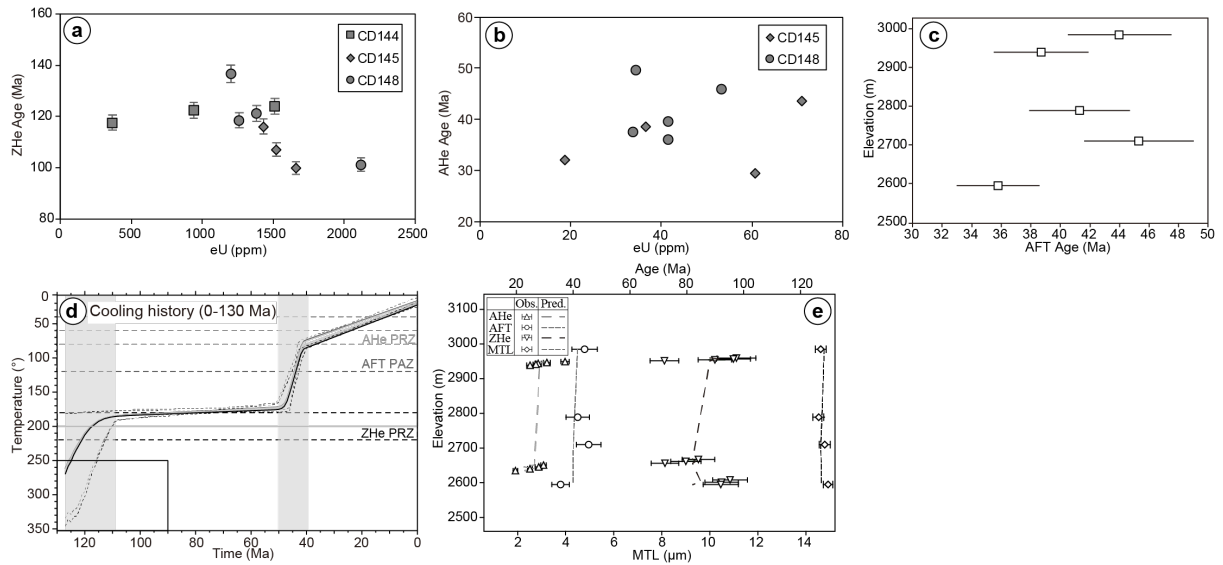 160
140
120
100
80
ZHe Age (Ma)
a
CD144
CD145
CD148
0
500
1000
1500
2000
2500
eU (ppm)
60
50
40
30
20
AHe Age (Ma)
b
CD145
CD148
0
20
40
60
80
eU (ppm)
3000
2900
2800
2700
2600
2500
Elevation (m)
c
30
32
34
36
38
40
42
44
46
48
50
AFT Age (Ma)
0
50
100
150
200
250
300
350
Temperature (°)
d
Cooling history (0-130 Ma)
AHe PRZ
AFT PAZ
ZHe PRZ
120
100
80
60
40
20
0
Time (Ma)
Age (Ma)
20
40
60
80
100
120
3100
3000
2900
2800
2700
2600
2500
Elevation (m)
Obs. Pred.
AHe
AFT
ZHe
MTL
e
2
4
6
8
10
12
14
MTL (µm)